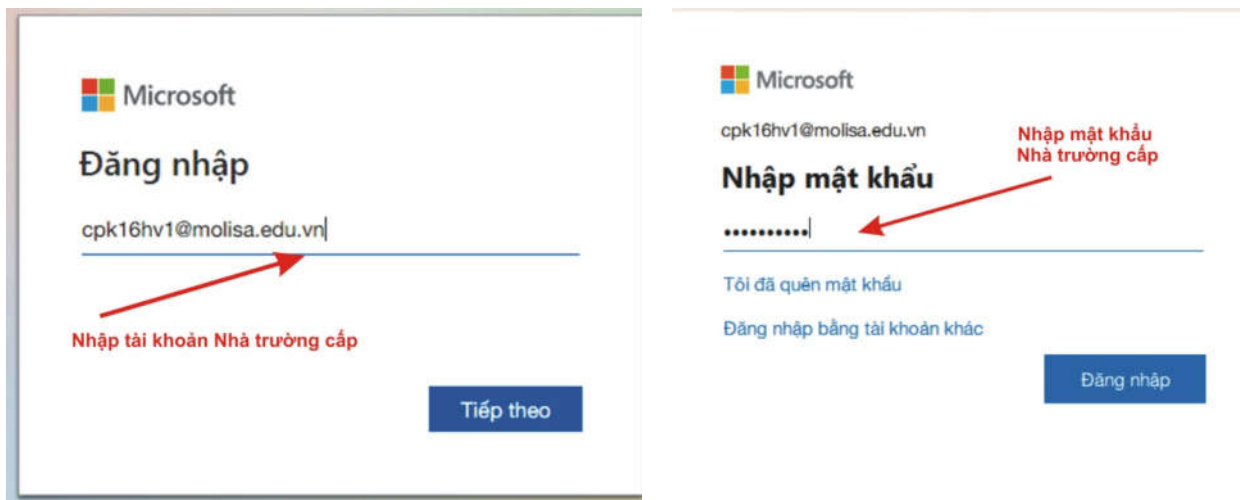 Microsoft
Đăng nhập
cpk16hv1@molisa.edu.vn
Nhập tài khoản Nhà trường cấp
Tiếp theo
Microsoft
cpk16hv1@molisa.edu.vn
Nhập mật khẩu
Nhà trường cấp
Nhập mật khẩu
••••••••••
Tôi đã quên mật khẩu
Đăng nhập bằng tài khoản khác
Đăng nhập